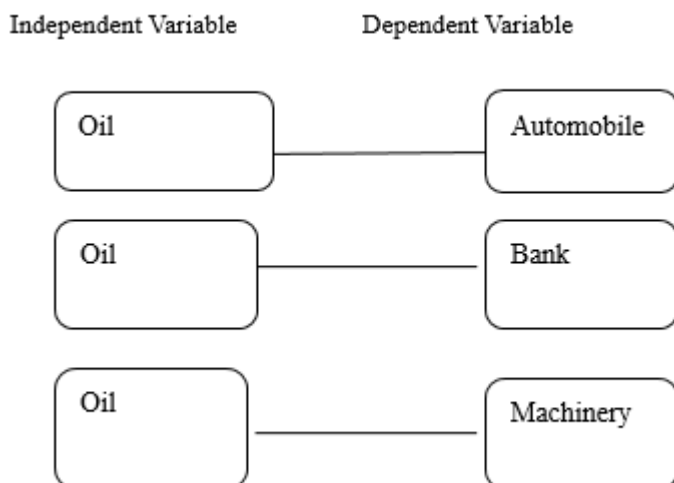 Independent Variable Dependent Variable
Oil Automobile
Oil Bank
Oil Machinery